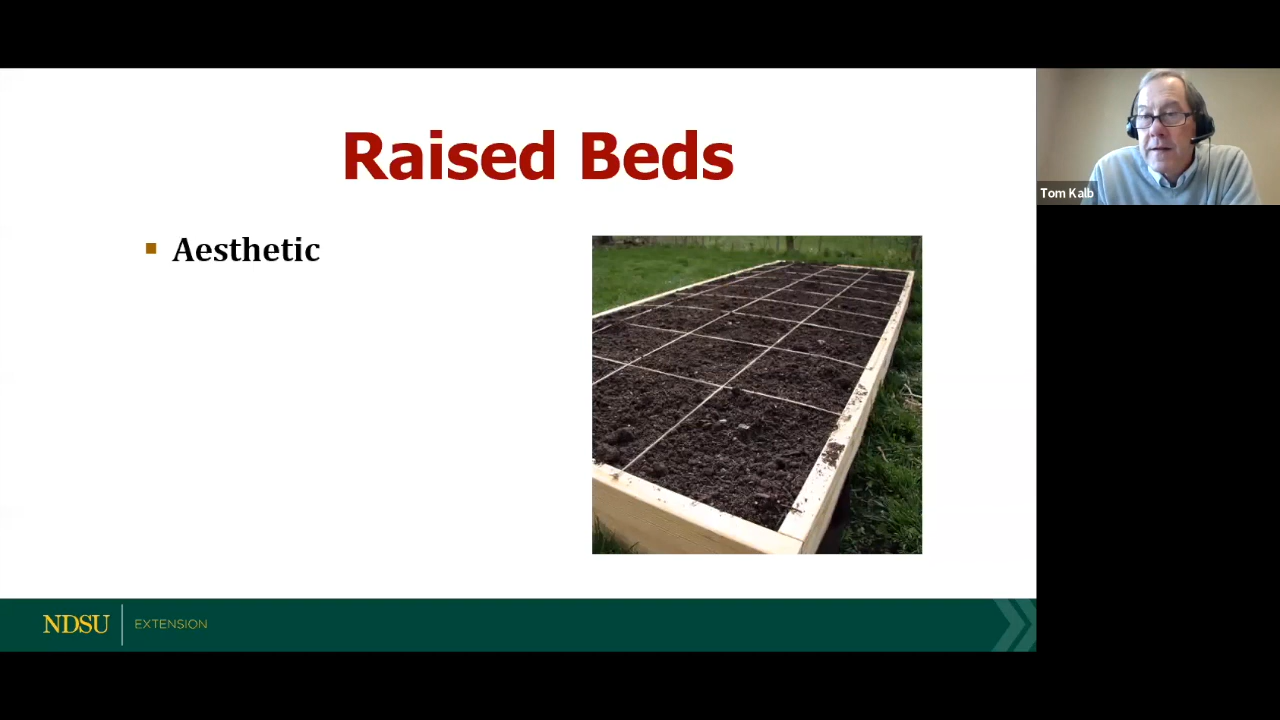 Raised Beds
▪ Aesthetic
Tom Kalb
NDSU
EXTENSION